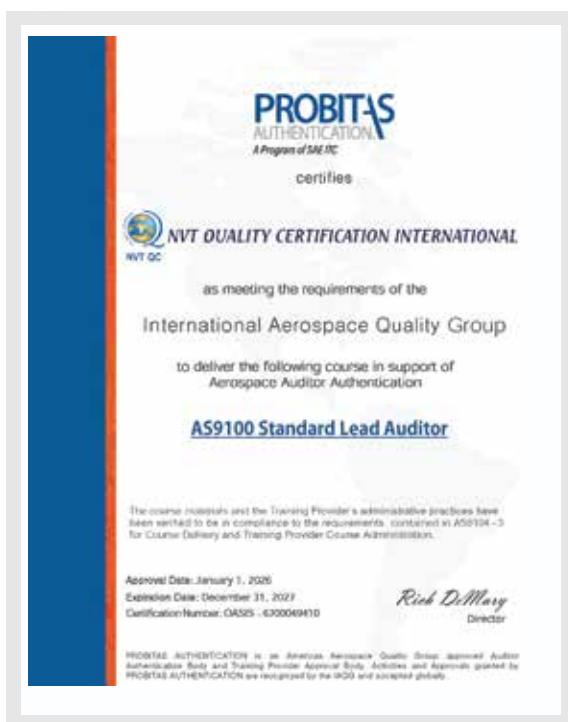 PROBITAS
AUTHENTICATION.
A Program of SAE ITC
certifies
NVT QUALITY CERTIFICATION INTERNATIONAL
NVT QC
as meeting the requirements of the
International Aerospace Quality Group
to deliver the following course in support of
Aerospace Auditor Authentication
AS9100 Standard Lead Auditor
The course materials and the Training Provider's administrative practices have
been verified to be in compliance to the requirements contained in AS9104-3
for Course Delivery and Training Provider Course Administration.
Approval Date: January 1, 2026
Expiration Date: December 31, 2027
Certification Number: OASIS - 6300049410
Rick DeMary
Director
PROBITAS AUTHENTICATION is an Americas Aerospace Quality Group approved Auditor
Authentication Body and Training Provider Approval Body. Activities and Approvals granted by
PROBITAS AUTHENTICATION are recognized by the IAQG and accepted globally.